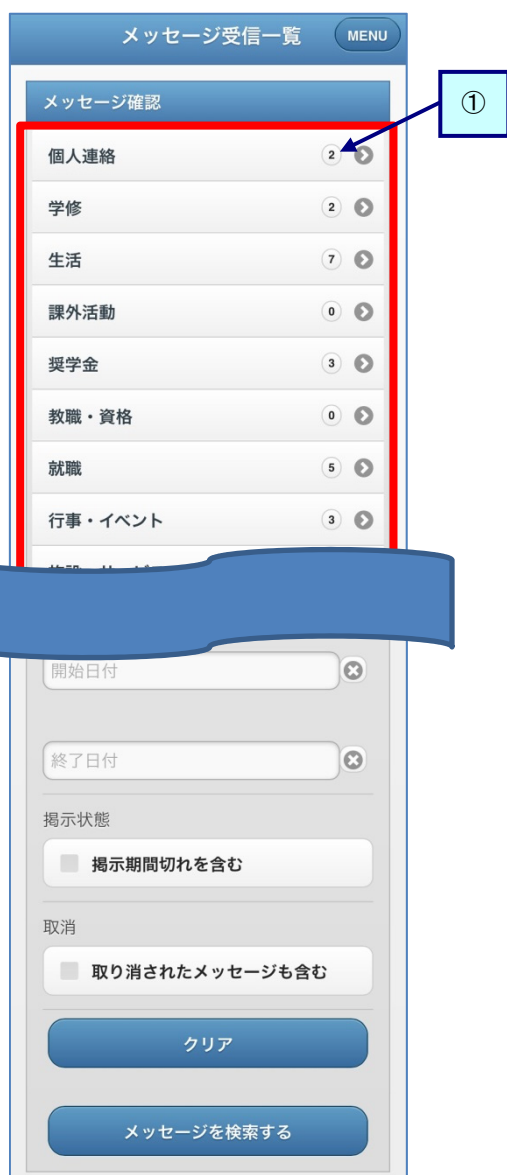 メッセージ受信一覧 MENU
メッセージ確認
①
個人連絡 2
学修 2
生活 7
課外活動 0
奨学金 3
教職・資格 0
就職 5
行事・イベント 3
開始日付
終了日付
掲示状態
掲示期間切れを含む
取消
取り消されたメッセージも含む
クリア
メッセージを検索する